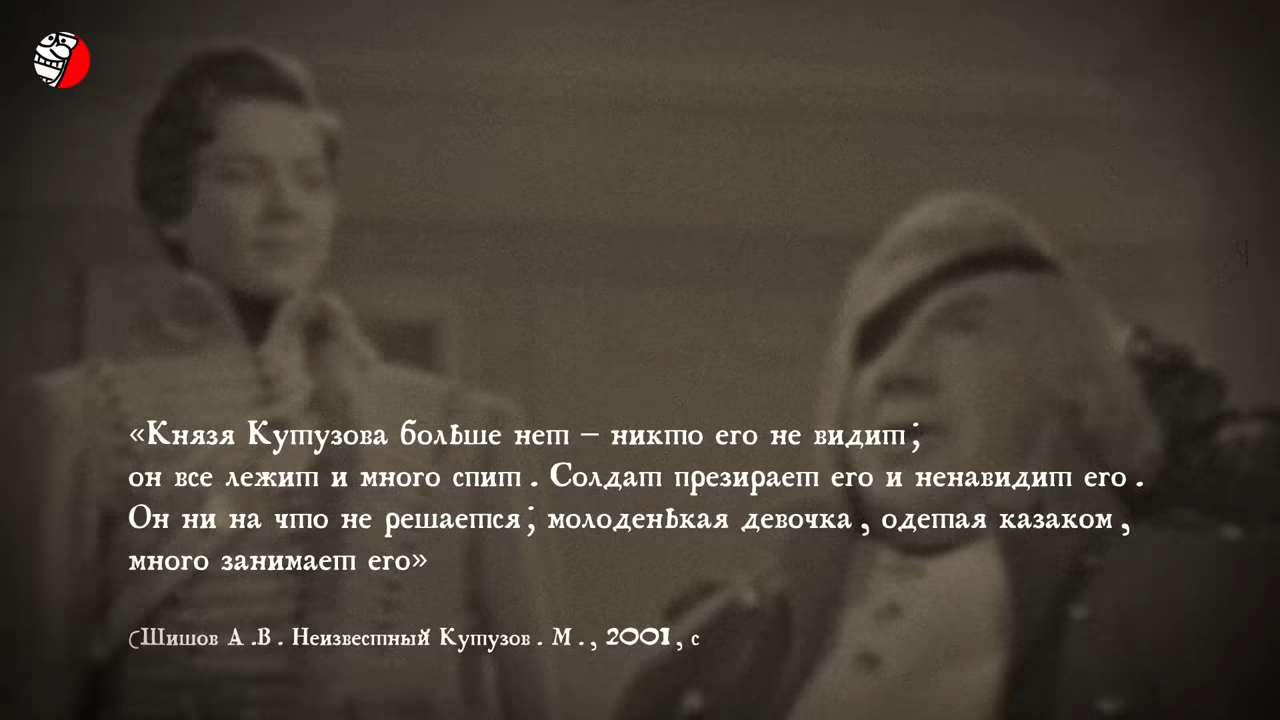 «Князя Кутузова больше нет – никто его не видит;
он все лежит и много спит. Солдат презирает его и ненавидит его.
Он ни на что не решается; молоденькая девочка, одетая казаком,
много занимает его»
(Шишов А.В. Неизвестный Кутузов. М., 2001, с